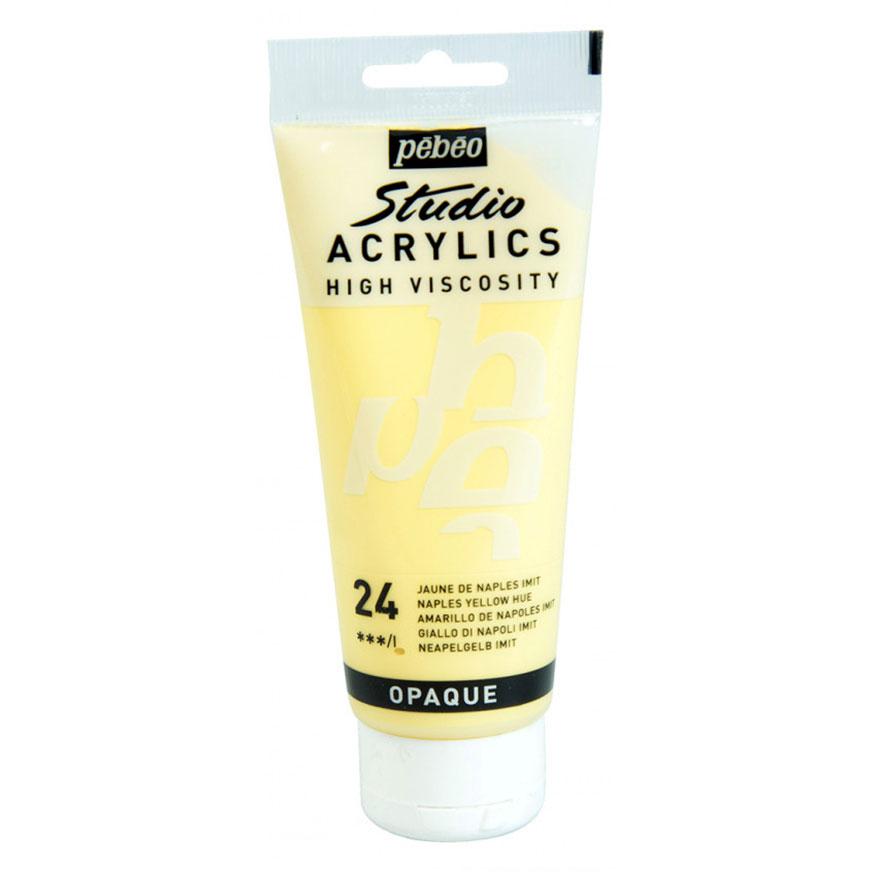 pēbēo
Studio
ACRYLICS
HIGH VISCOSITY
24
***/I
JAUNE DE NAPLES IMIT
NAPLES YELLOW HUE
AMARILLO DE NAPOLES IMIT
GIALLO DI NAPOLI IMIT
NEAPELGELB IMIT
OPAQUE